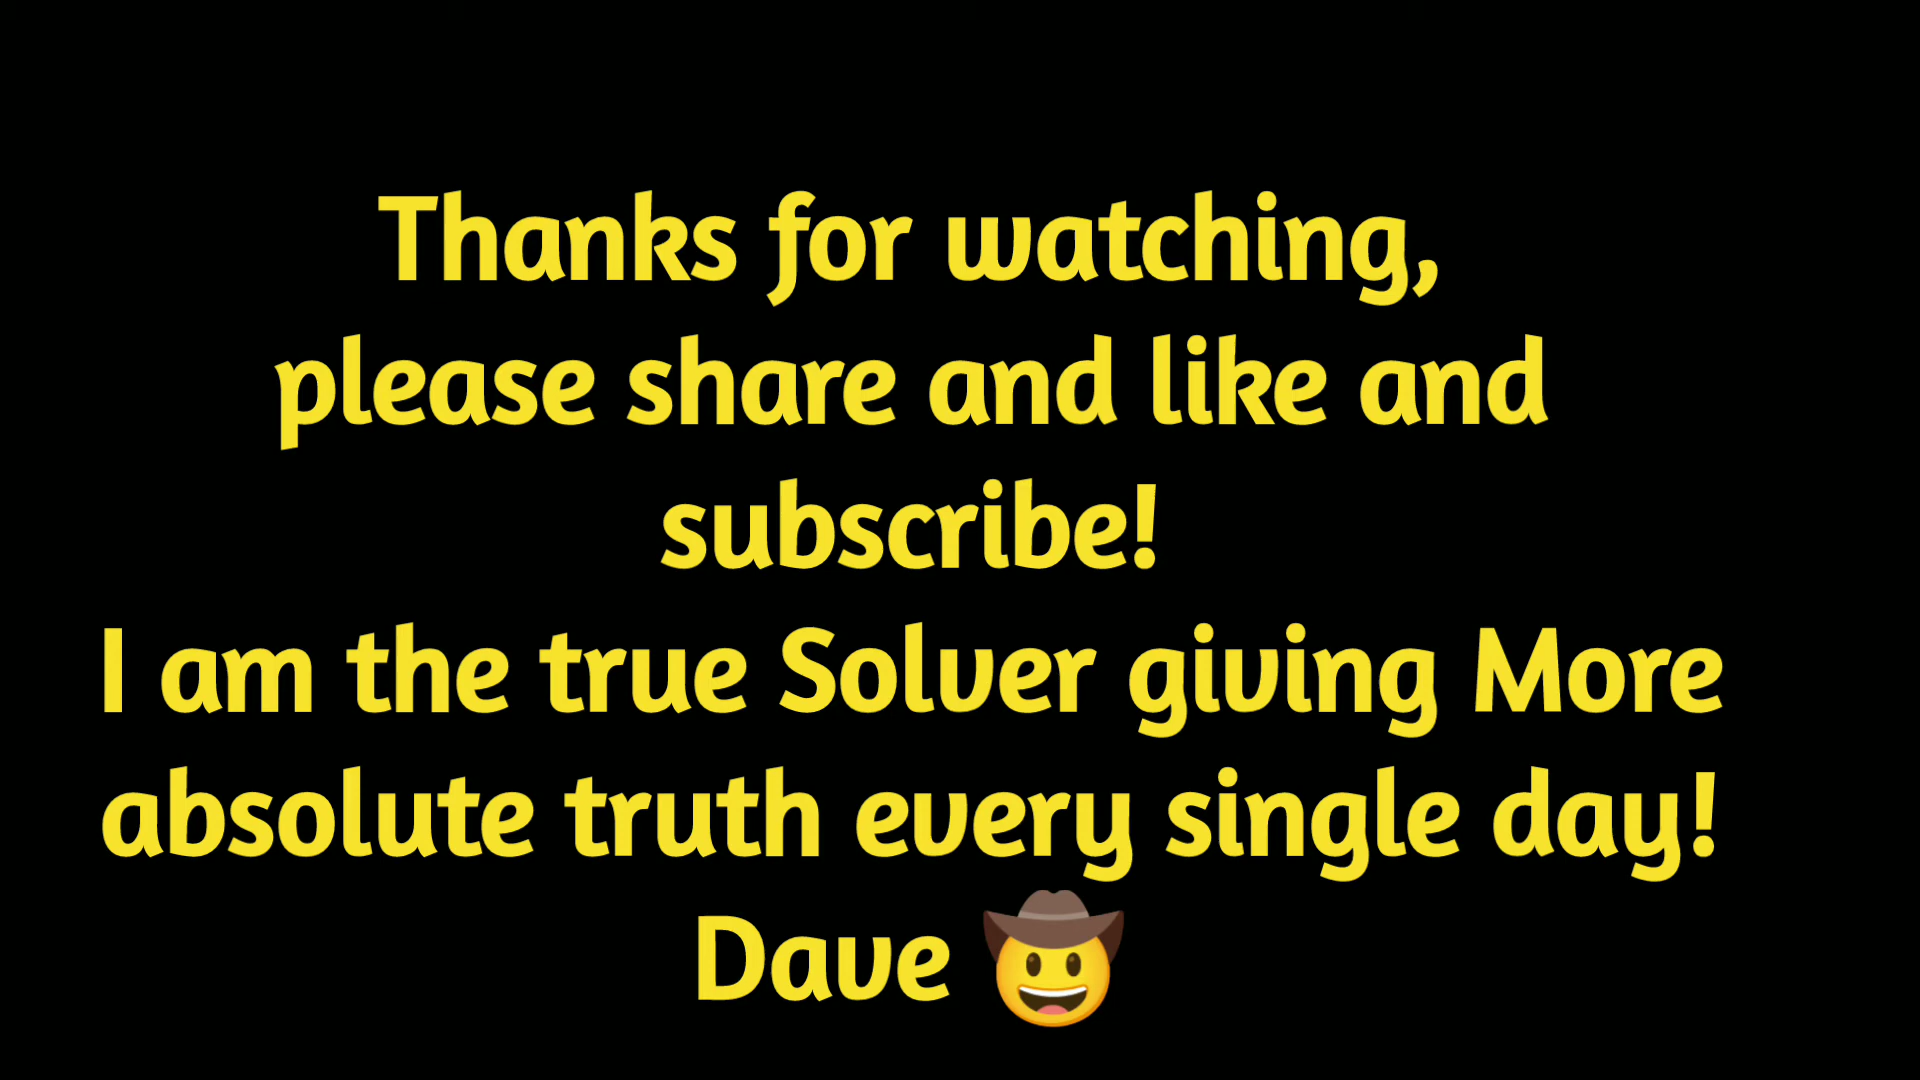 Thanks for watching,
please share and like and
subscribe!
I am the true Solver giving More
absolute truth every single day!
Dave 🤠